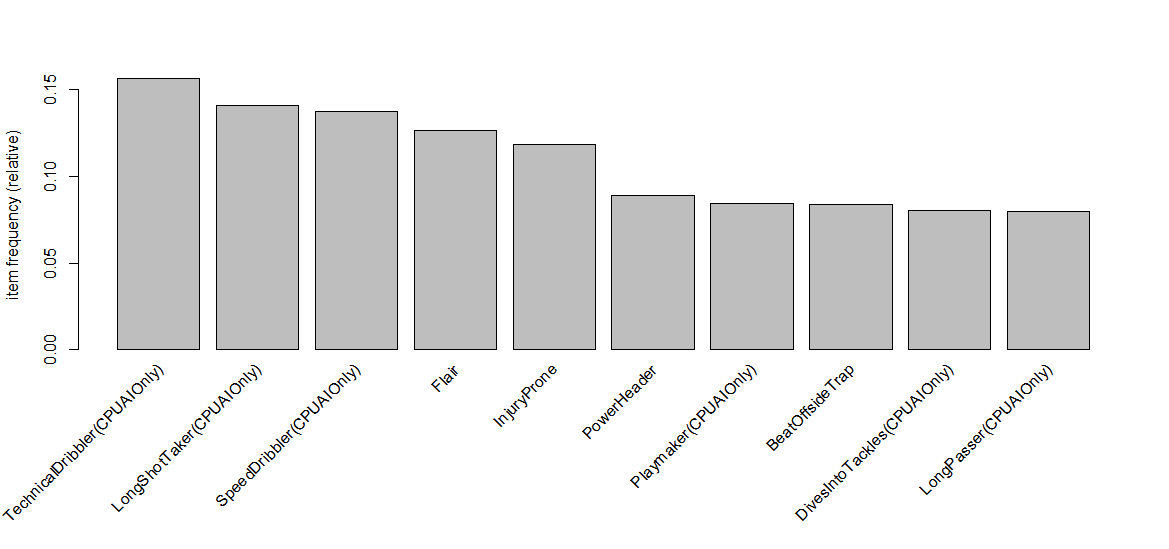 item frequency (relative)
0.15
0.10
0.05
0.00
TechnicalDribbler(CPUAIOnly)
LongShotTaker(CPUAIOnly)
SpeedDribbler(CPUAIOnly)
Flair
InjuryProne
PowerHeader
Playmaker(CPUAIOnly)
BeatOffsideTrap
DivesIntoTackles(CPUAIOnly)
LongPasser(CPUAIOnly)